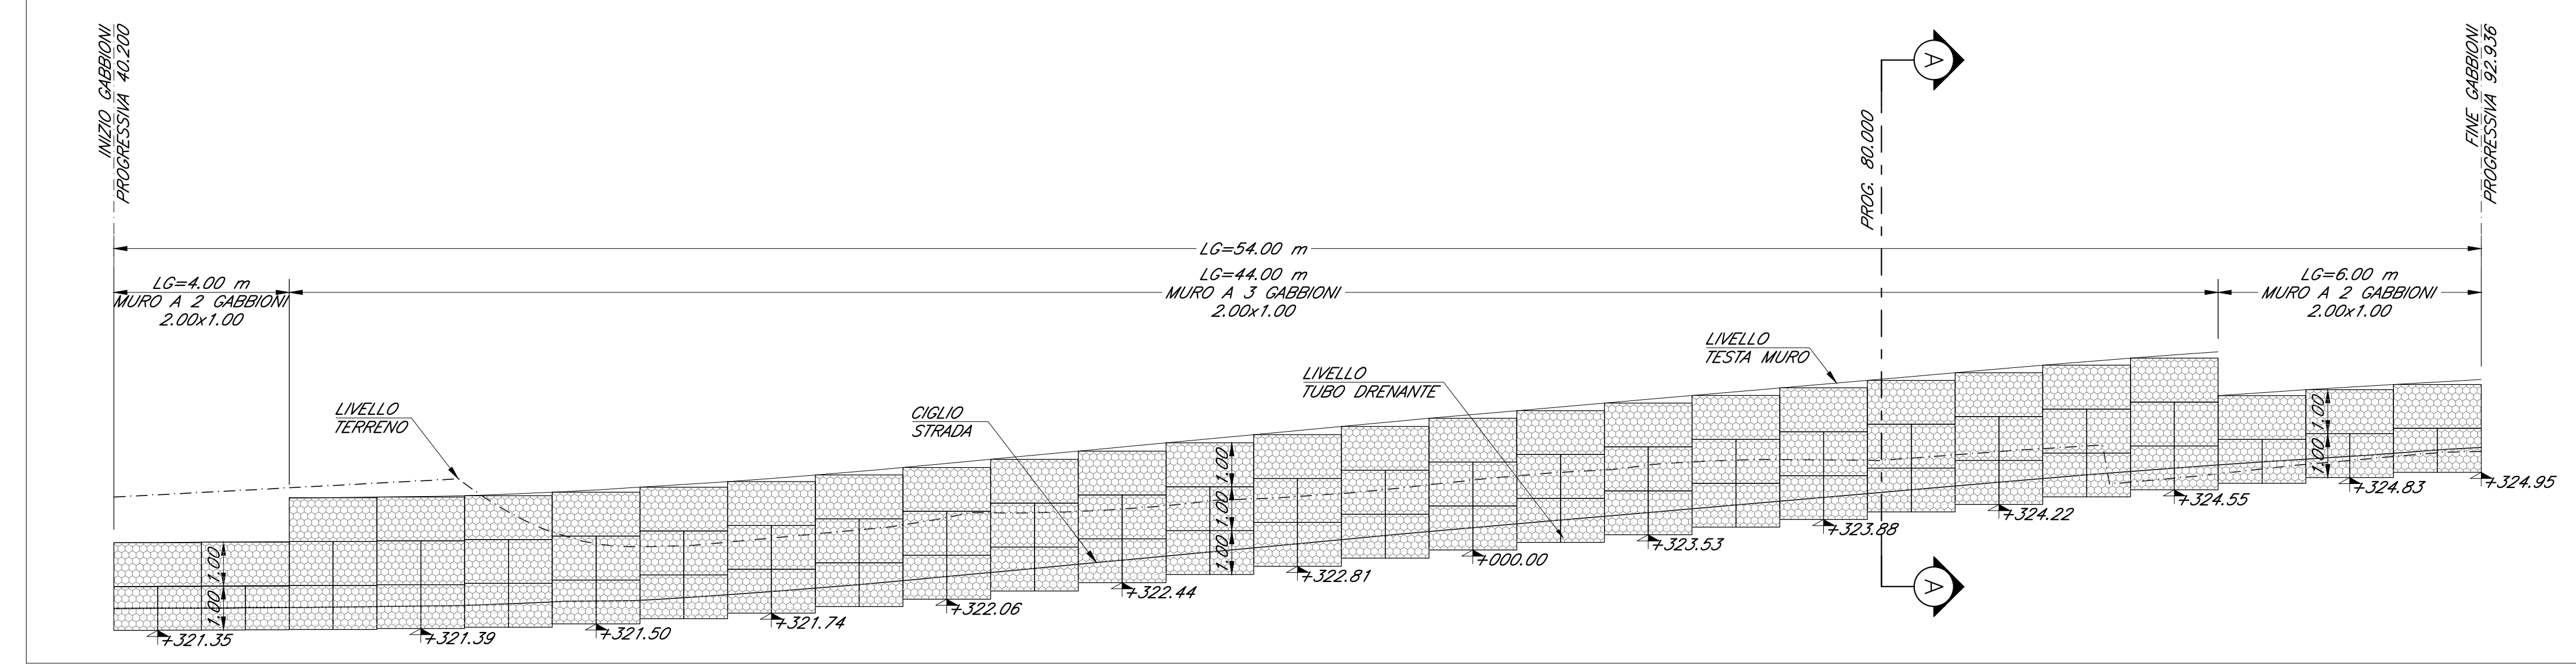 INIZIO GABBIONI
PROGRESSIVA 40.200
FINE GABBIONI
PROGRESSIVA 92.936
A
PROG. 80.000
LG=54.00 m
LG=4.00 m
MURO A 2 GABBIONI
2.00x1.00
LG=44.00 m
MURO A 3 GABBIONI
2.00x1.00
LG=6.00 m
MURO A 2 GABBIONI
2.00x1.00
LIVELLO
TESTA MURO
LIVELLO
TUBO DRENANTE
CIGLIO
STRADA
LIVELLO
TERRENO
1.00
1.00
1.00
1.00
1.00
1.00
1.00
+321.35
+321.39
+321.50
+321.74
+322.06
+322.44
+322.81
+000.00
+323.53
+323.88
+324.22
+324.55
+324.83
+324.95
A